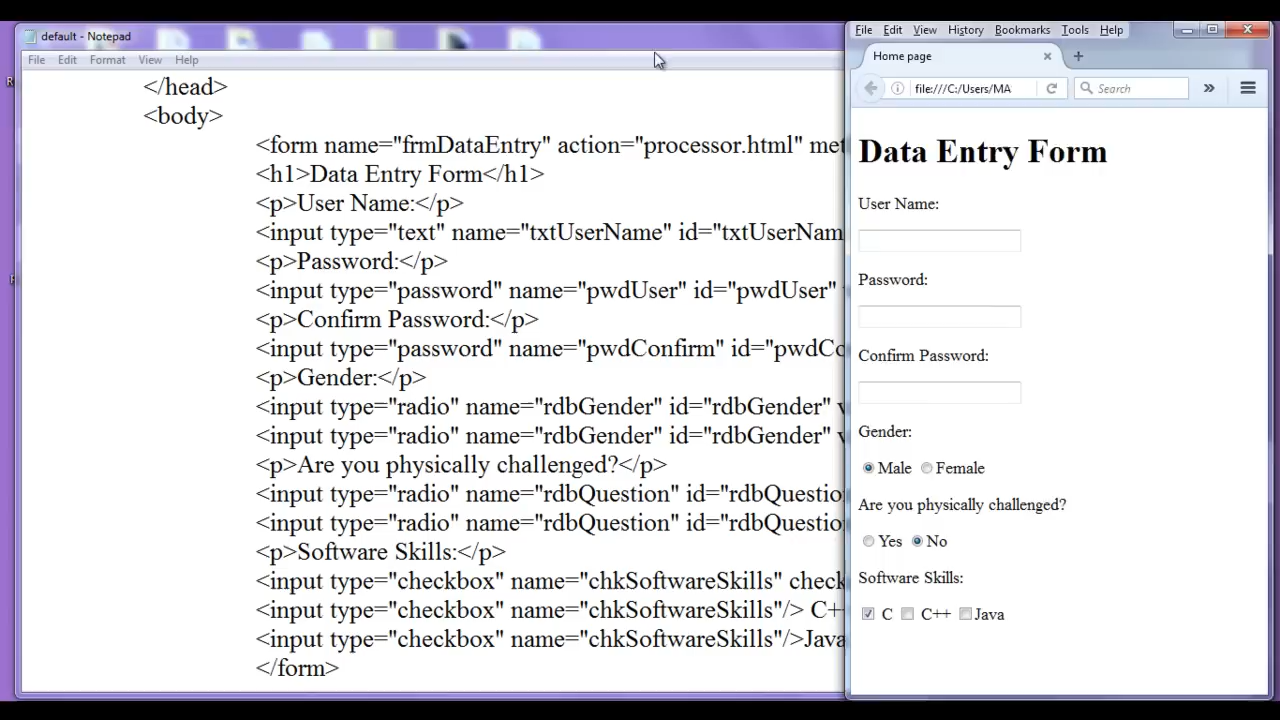 default - Notepad
File Edit Format View Help
</head>
<body>
<form name="frmDataEntry" action="processor.html" met
<h1>Data Entry Form</h1>
<p>User Name:</p>
<input type="text" name="txtUserName" id="txtUserNam
<p>Password:</p>
<input type="password" name="pwdUser" id="pwdUser"
<p>Confirm Password:</p>
<input type="password" name="pwdConfirm" id="pwdCo
<p>Gender:</p>
<input type="radio" name="rdbGender" id="rdbGender" v
<input type="radio" name="rdbGender" id="rdbGender" v
<p>Are you physically challenged?</p>
<input type="radio" name="rdbQuestion" id="rdbQuestio
<input type="radio" name="rdbQuestion" id="rdbQuestio
<p>Software Skills:</p>
<input type="checkbox" name="chkSoftwareSkills" check
<input type="checkbox" name="chkSoftwareSkills"/> C++
<input type="checkbox" name="chkSoftwareSkills"/>Java
</form>
File Edit View History Bookmarks Tools Help
Home page
file:///C:/Users/MA
Search
Data Entry Form
User Name:
Password:
Confirm Password:
Gender:
Male Female
Are you physically challenged?
Yes No
Software Skills:
C C++ Java